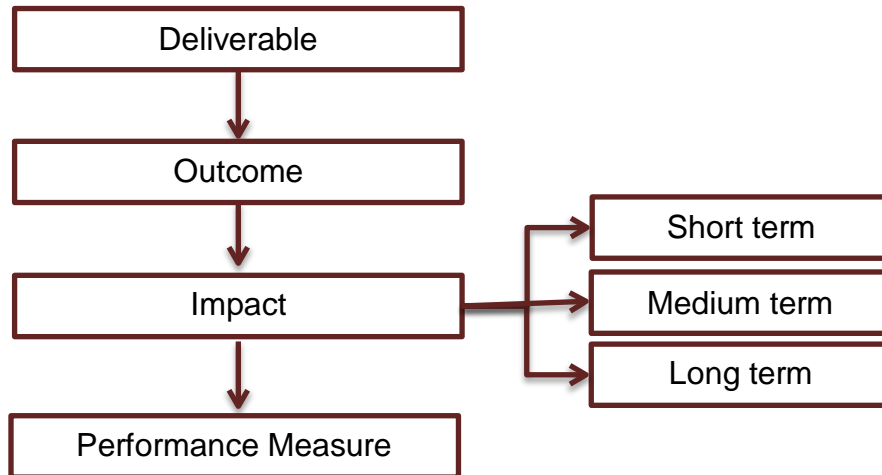 Deliverable
Outcome
Impact
Short term
Medium term
Long term
Performance Measure